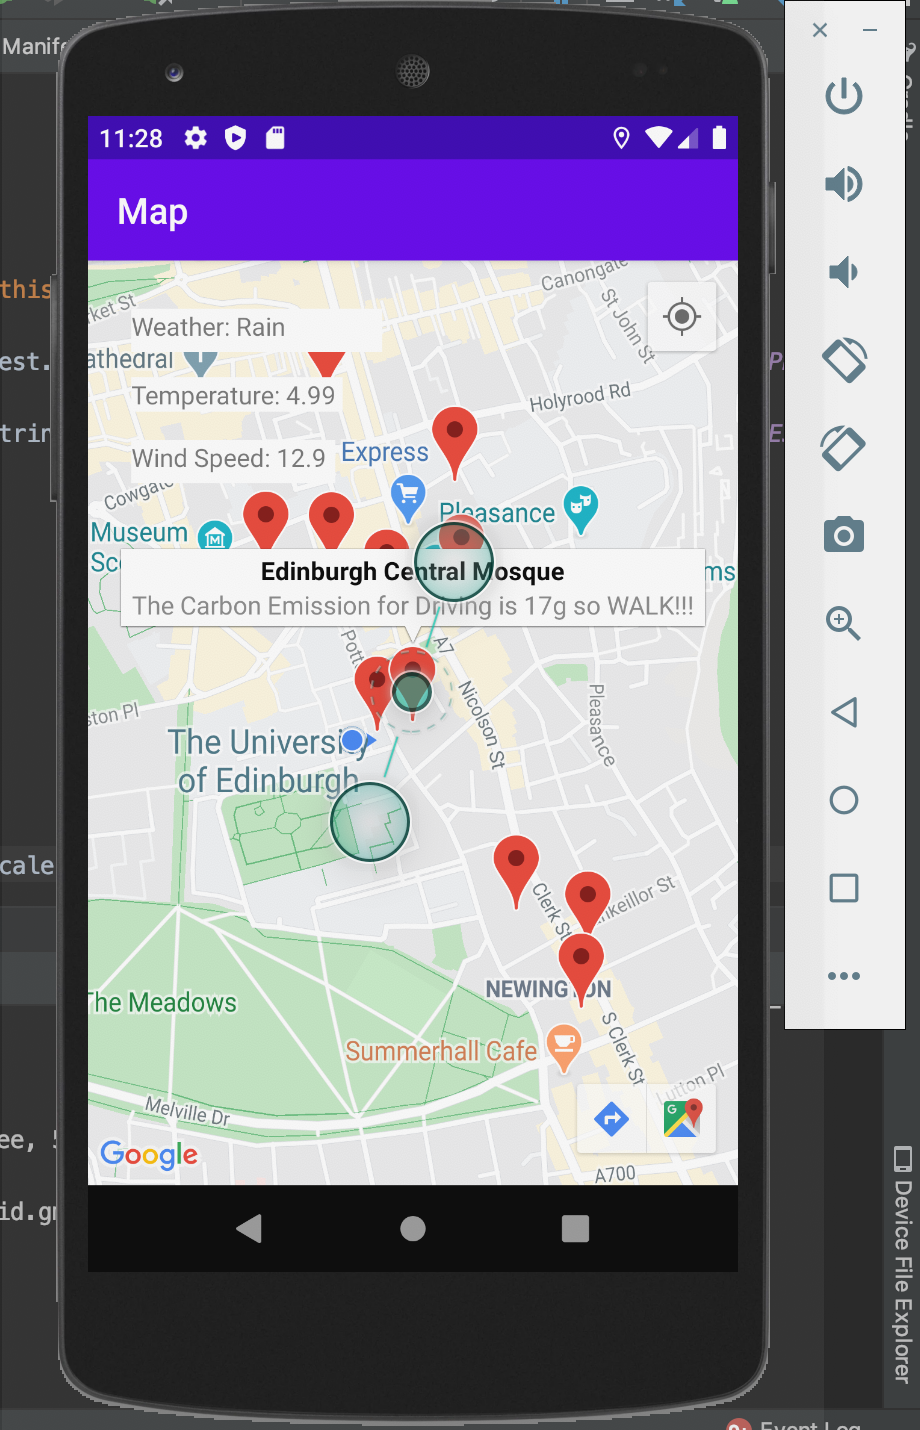 Manif
11:28
Map
this
est.
trin
cale
ee,
id.gr
Canongate
rket St
St John St
Weather: Rain
athedral
Temperature: 4.99
Holyrood Rd
Wind Speed: 12.9
Express
Cowgate
Pleasance
Museum
Sc
ms
Edinburgh Central Mosque
The Carbon Emission for Driving is 17g so WALK!!!
Pott
A7
Nicolson St
Pleasance
ston Pl
The University
of Edinburgh
Clerk St
nkeillor St
NEWINGTON
The Meadows
S Clerk St
Summerhall Cafe
Lutton Pl
Melville Dr
Google
A700
Device File Explorer
Event Log